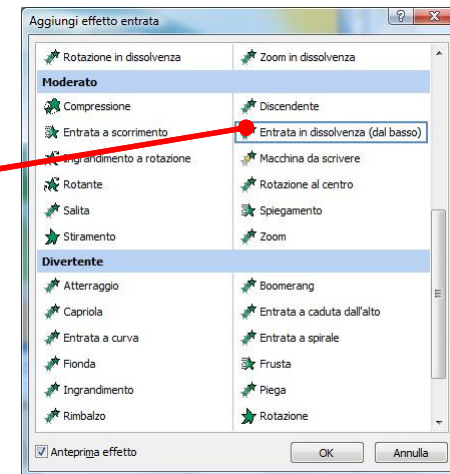 Aggiungi effetto entrata
Rotazione in dissolvenza Zoom in dissolvenza
Moderato
Compressione Discendente
Entrata a scorrimento Entrata in dissolvenza (dal basso)
Ingrandimento a rotazione Macchina da scrivere
Rotante Rotazione al centro
Salita Spiegamento
Stiramento Zoom
Divertente
Atterraggio Boomerang
Capriola Entrata a caduta dall'alto
Entrata a curva Entrata a spirale
Fionda Frusta
Ingrandimento Piega
Rimbalzo Rotazione
Anteprima effetto OK Annulla